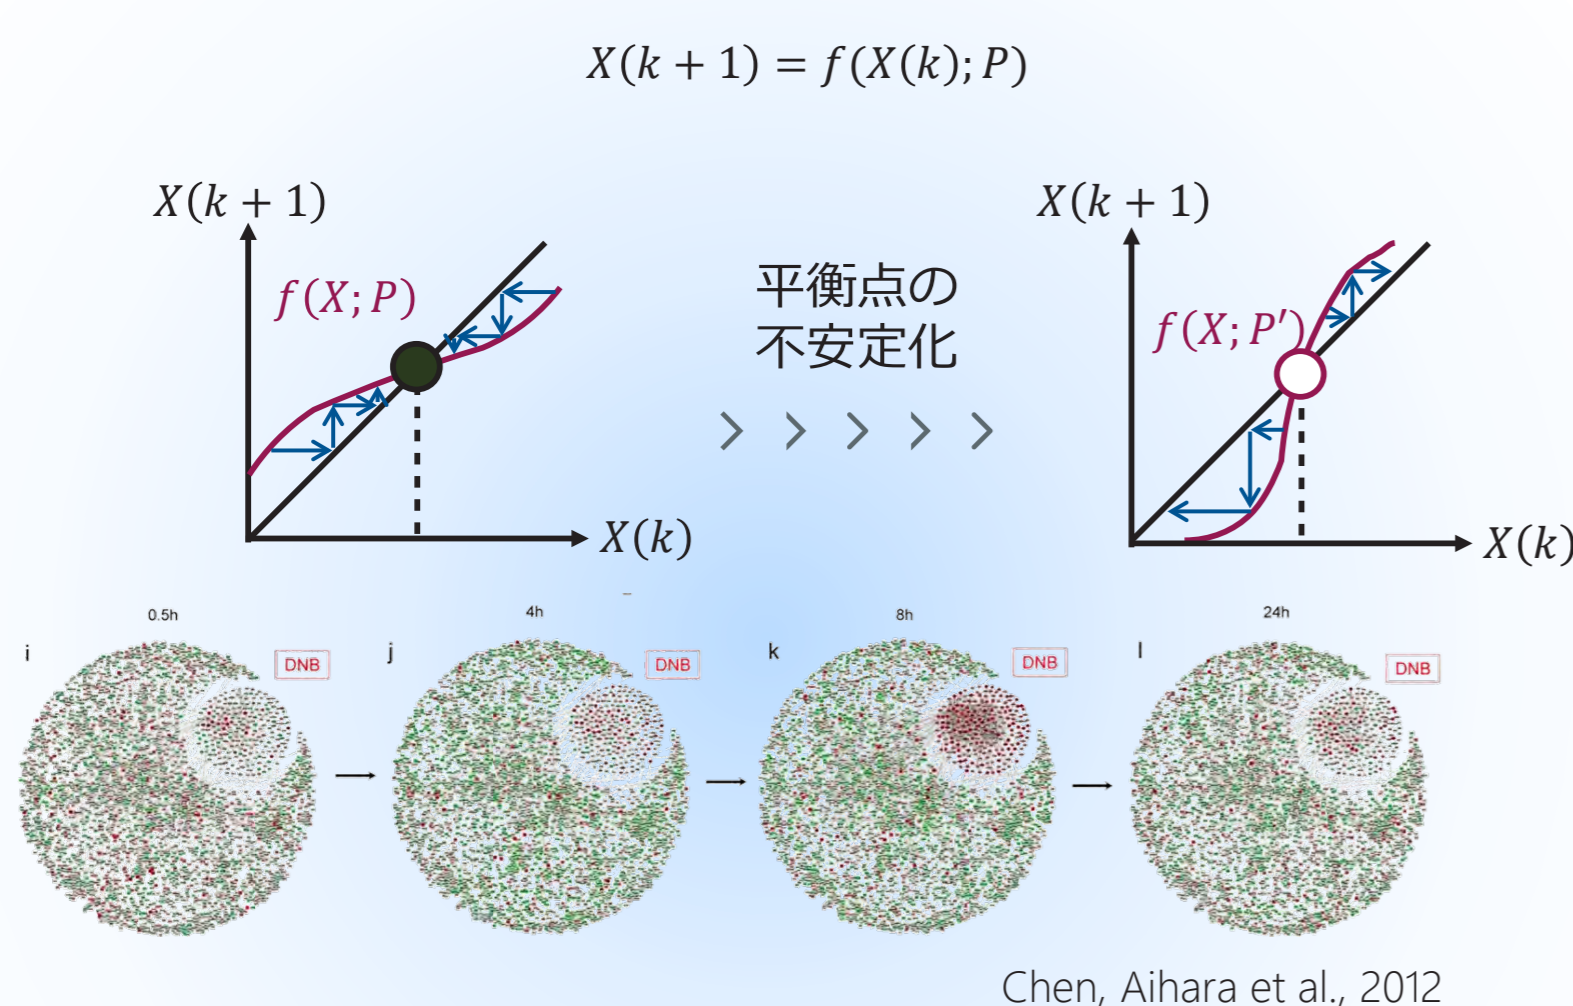 X(k + 1) = f(X(k); P)
X(k + 1)
f(X; P)
X(k)
平衡点の
不安定化
X(k + 1)
f(X; P′)
X(k)
0.5h
4h
8h
24h
i
DNB
j
DNB
k
DNB
l
DNB
Chen, Aihara et al., 2012